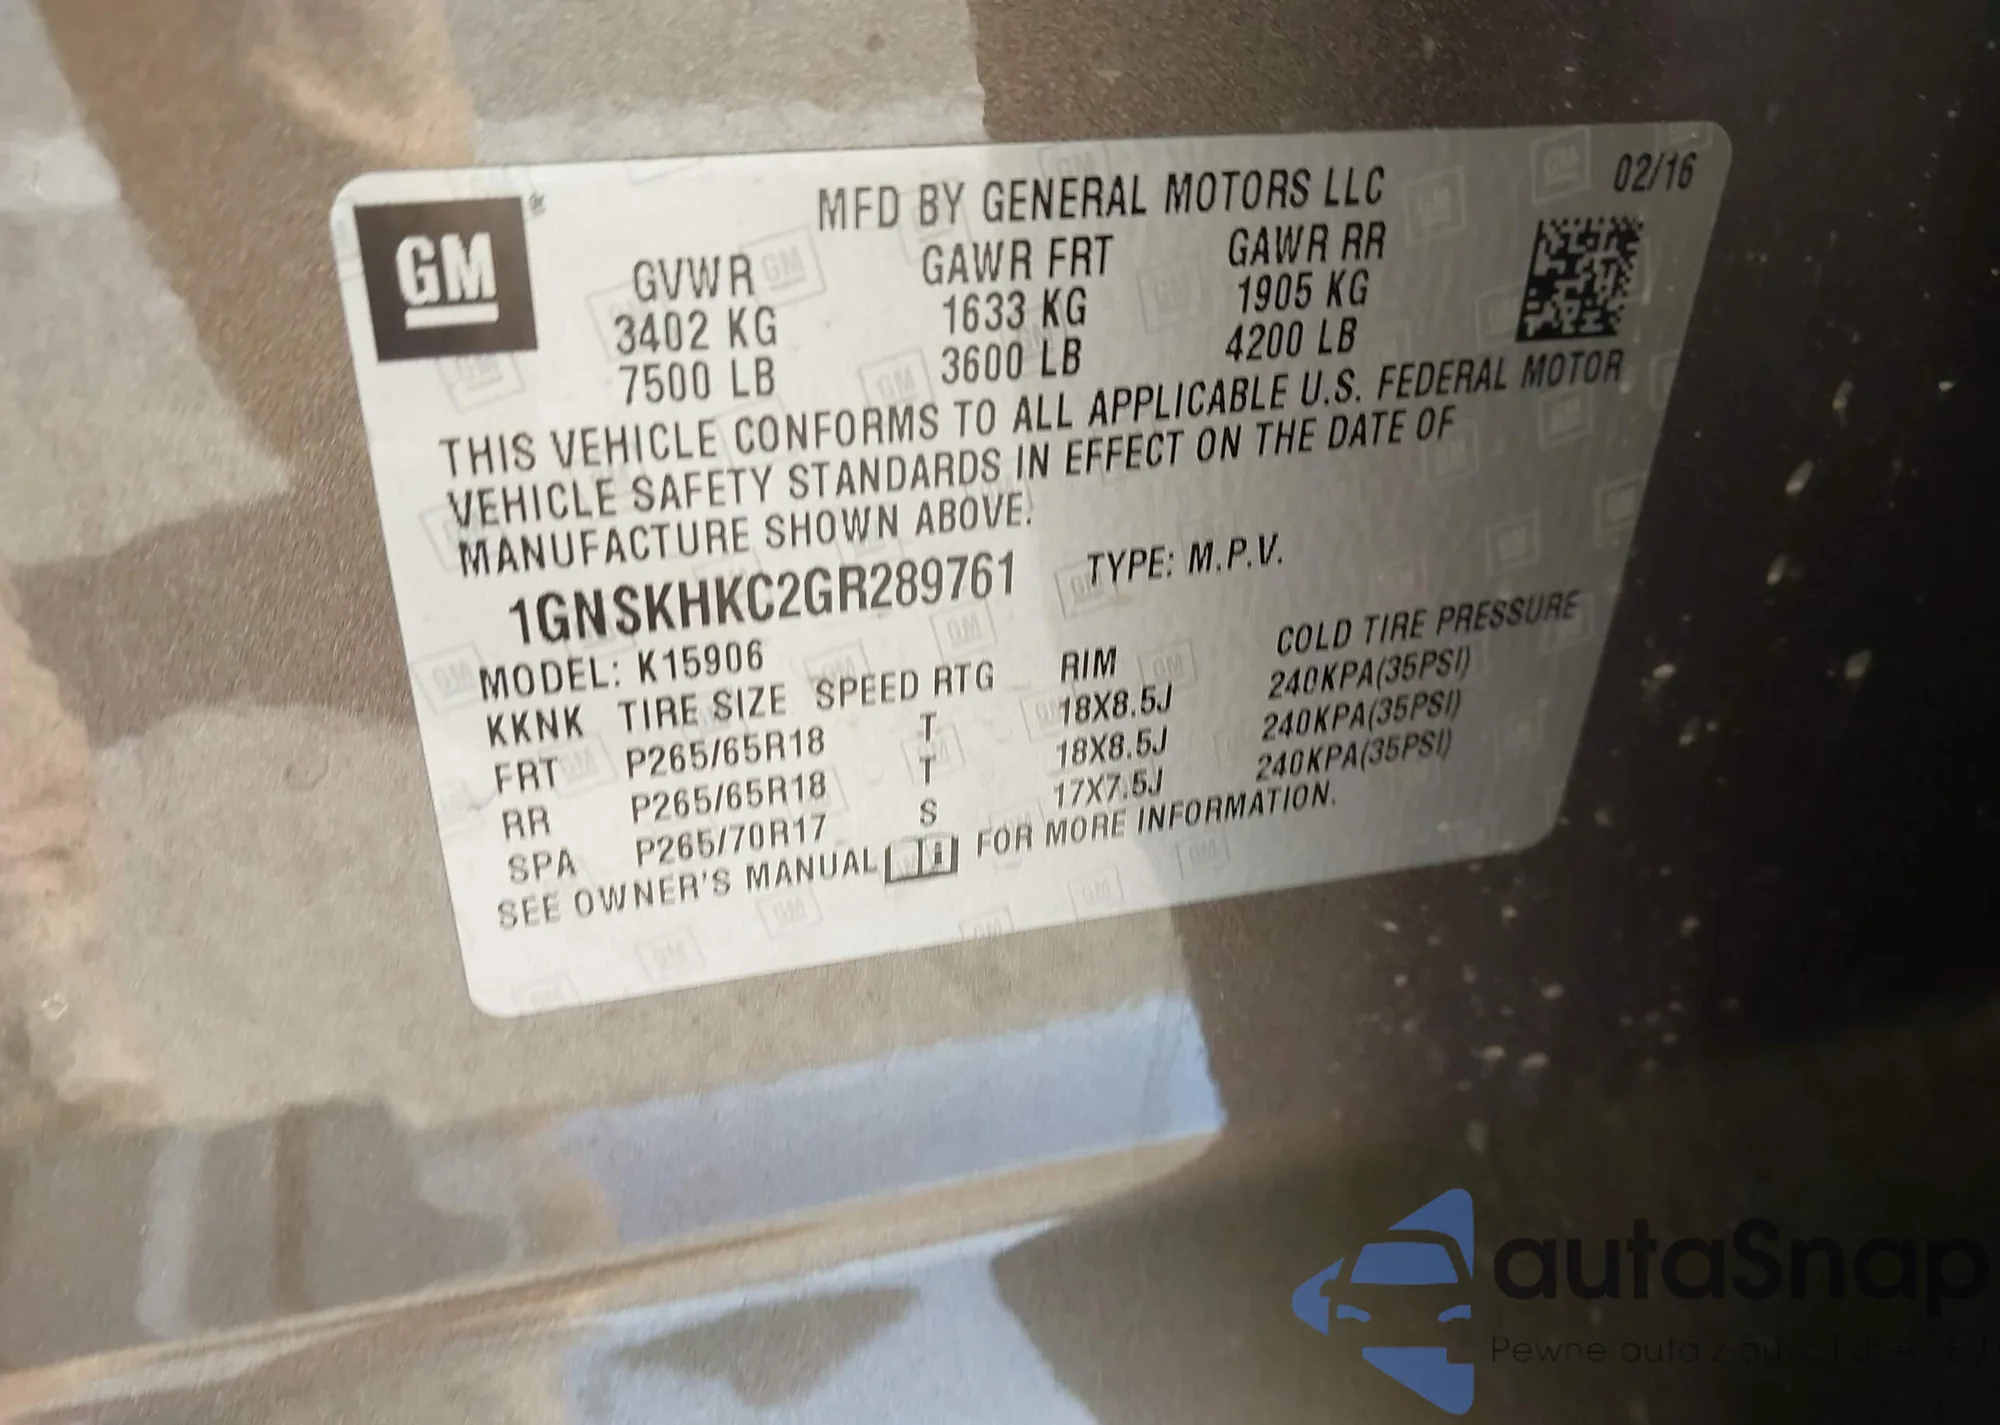 GM®
MFD BY GENERAL MOTORS LLC 02/16
GVWR GAWR FRT GAWR RR
3402 KG 1633 KG 1905 KG
7500 LB 3600 LB 4200 LB
THIS VEHICLE CONFORMS TO ALL APPLICABLE U.S. FEDERAL MOTOR
VEHICLE SAFETY STANDARDS IN EFFECT ON THE DATE OF
MANUFACTURE SHOWN ABOVE.
1GNSKHKC2GR289761 TYPE: M.P.V.
MODEL: K15906
KKNK TIRE SIZE SPEED RTG RIM COLD TIRE PRESSURE
FRT P265/65R18 T 18X8.5J 240KPA(35PSI)
RR P265/65R18 T 18X8.5J 240KPA(35PSI)
SPA P265/70R17 S 17X7.5J 240KPA(35PSI)
SEE OWNER'S MANUAL FOR MORE INFORMATION.
autaSnap
Pewne auta z